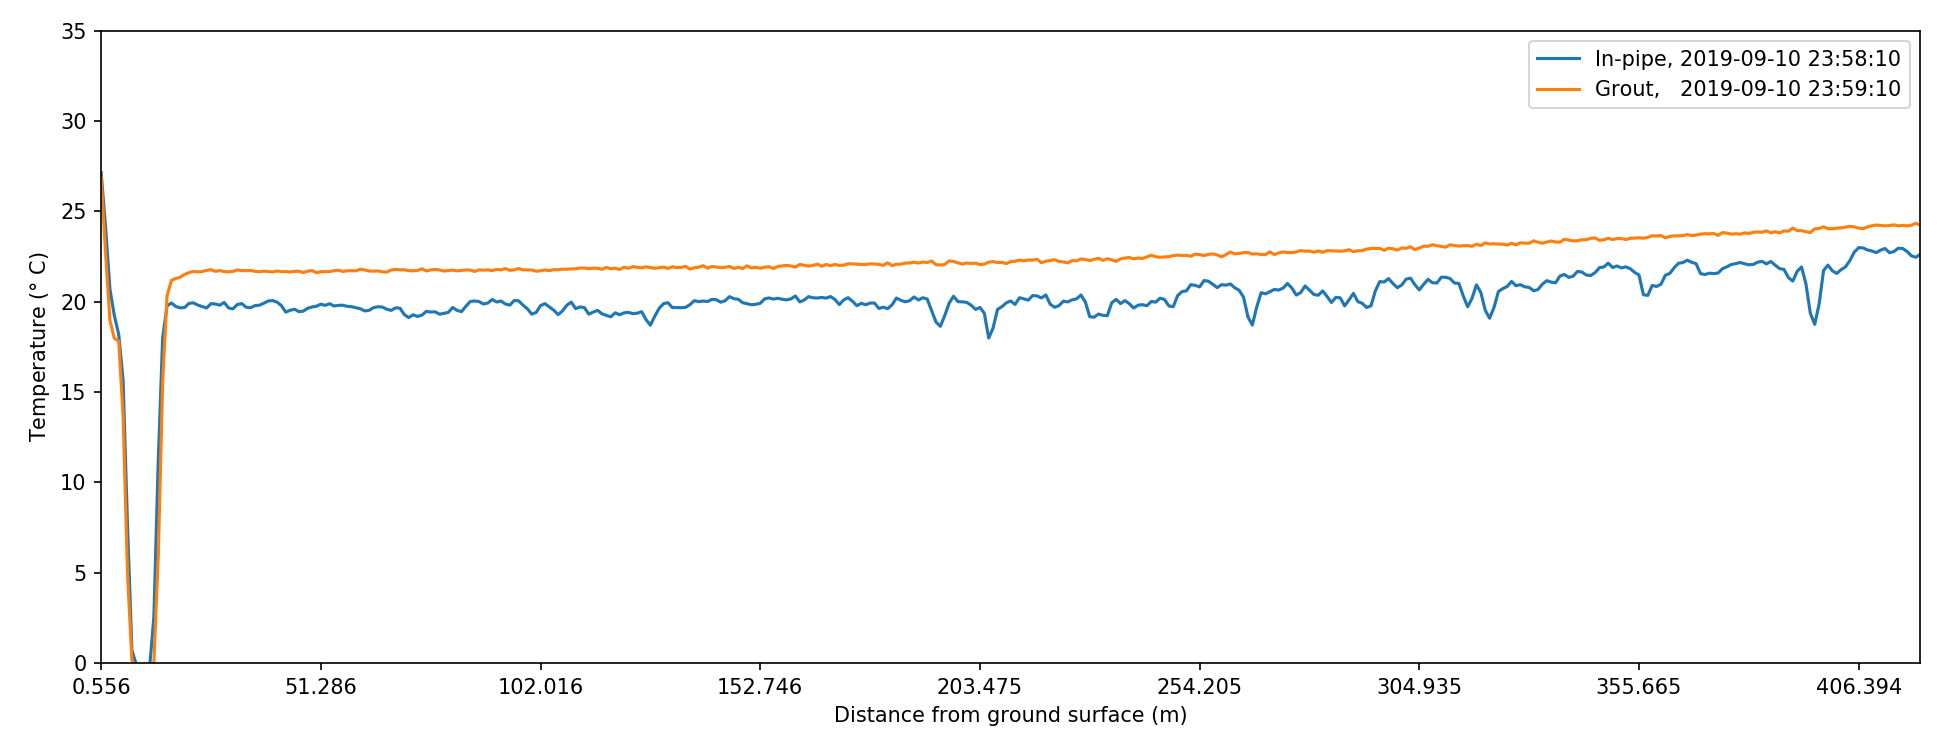 35
30
25
20
15
10
5
0
Temperature (° C)
In-pipe, 2019-09-10 23:58:10
Grout, 2019-09-10 23:59:10
0.556 51.286 102.016 152.746 203.475 254.205 304.935 355.665 406.394
Distance from ground surface (m)